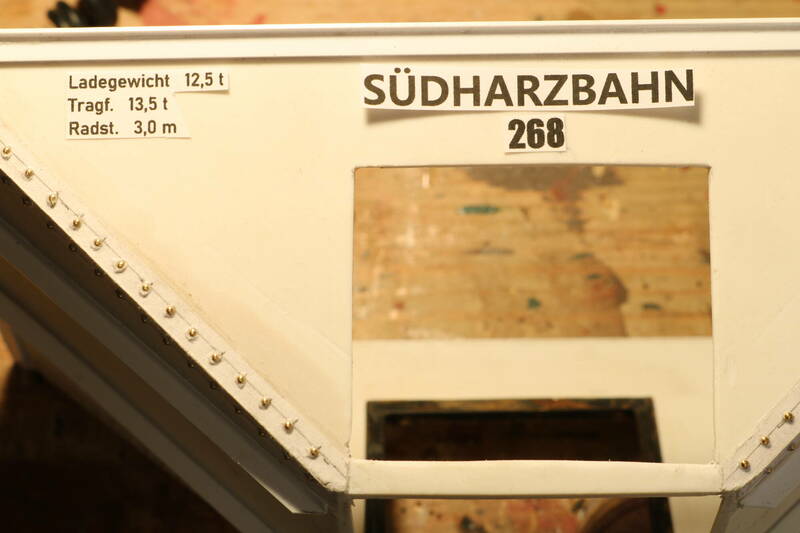 Ladegewicht 12,5 t
Tragf. 13,5 t
Radst. 3,0 m
SÜDHARZBAHN
268